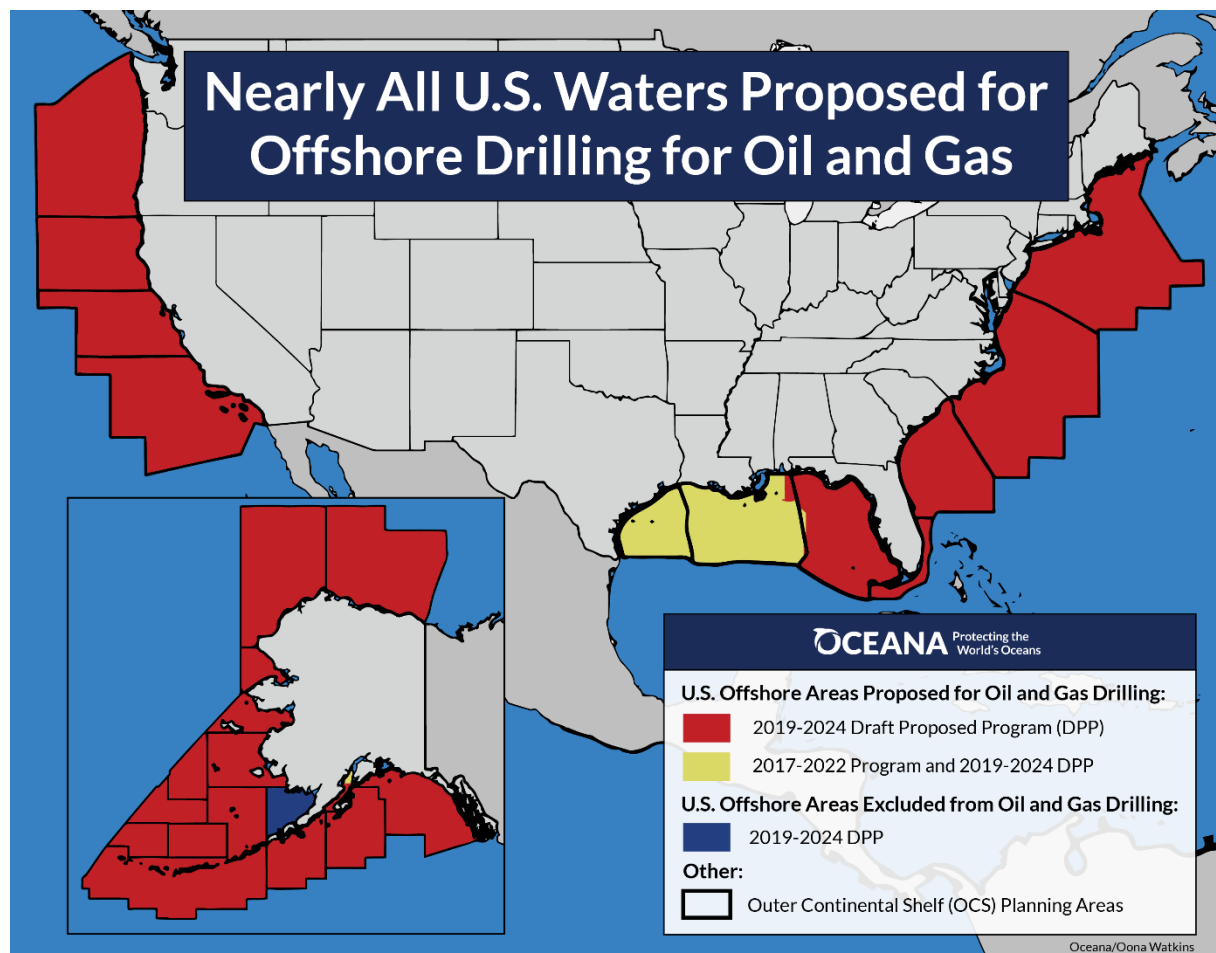 Nearly All U.S. Waters Proposed for
Offshore Drilling for Oil and Gas
OCEANA Protecting the
World's Oceans
U.S. Offshore Areas Proposed for Oil and Gas Drilling:
2019-2024 Draft Proposed Program (DPP)
2017-2022 Program and 2019-2024 DPP
U.S. Offshore Areas Excluded from Oil and Gas Drilling:
2019-2024 DPP
Other:
Outer Continental Shelf (OCS) Planning Areas
Oceana/Oona Watkins